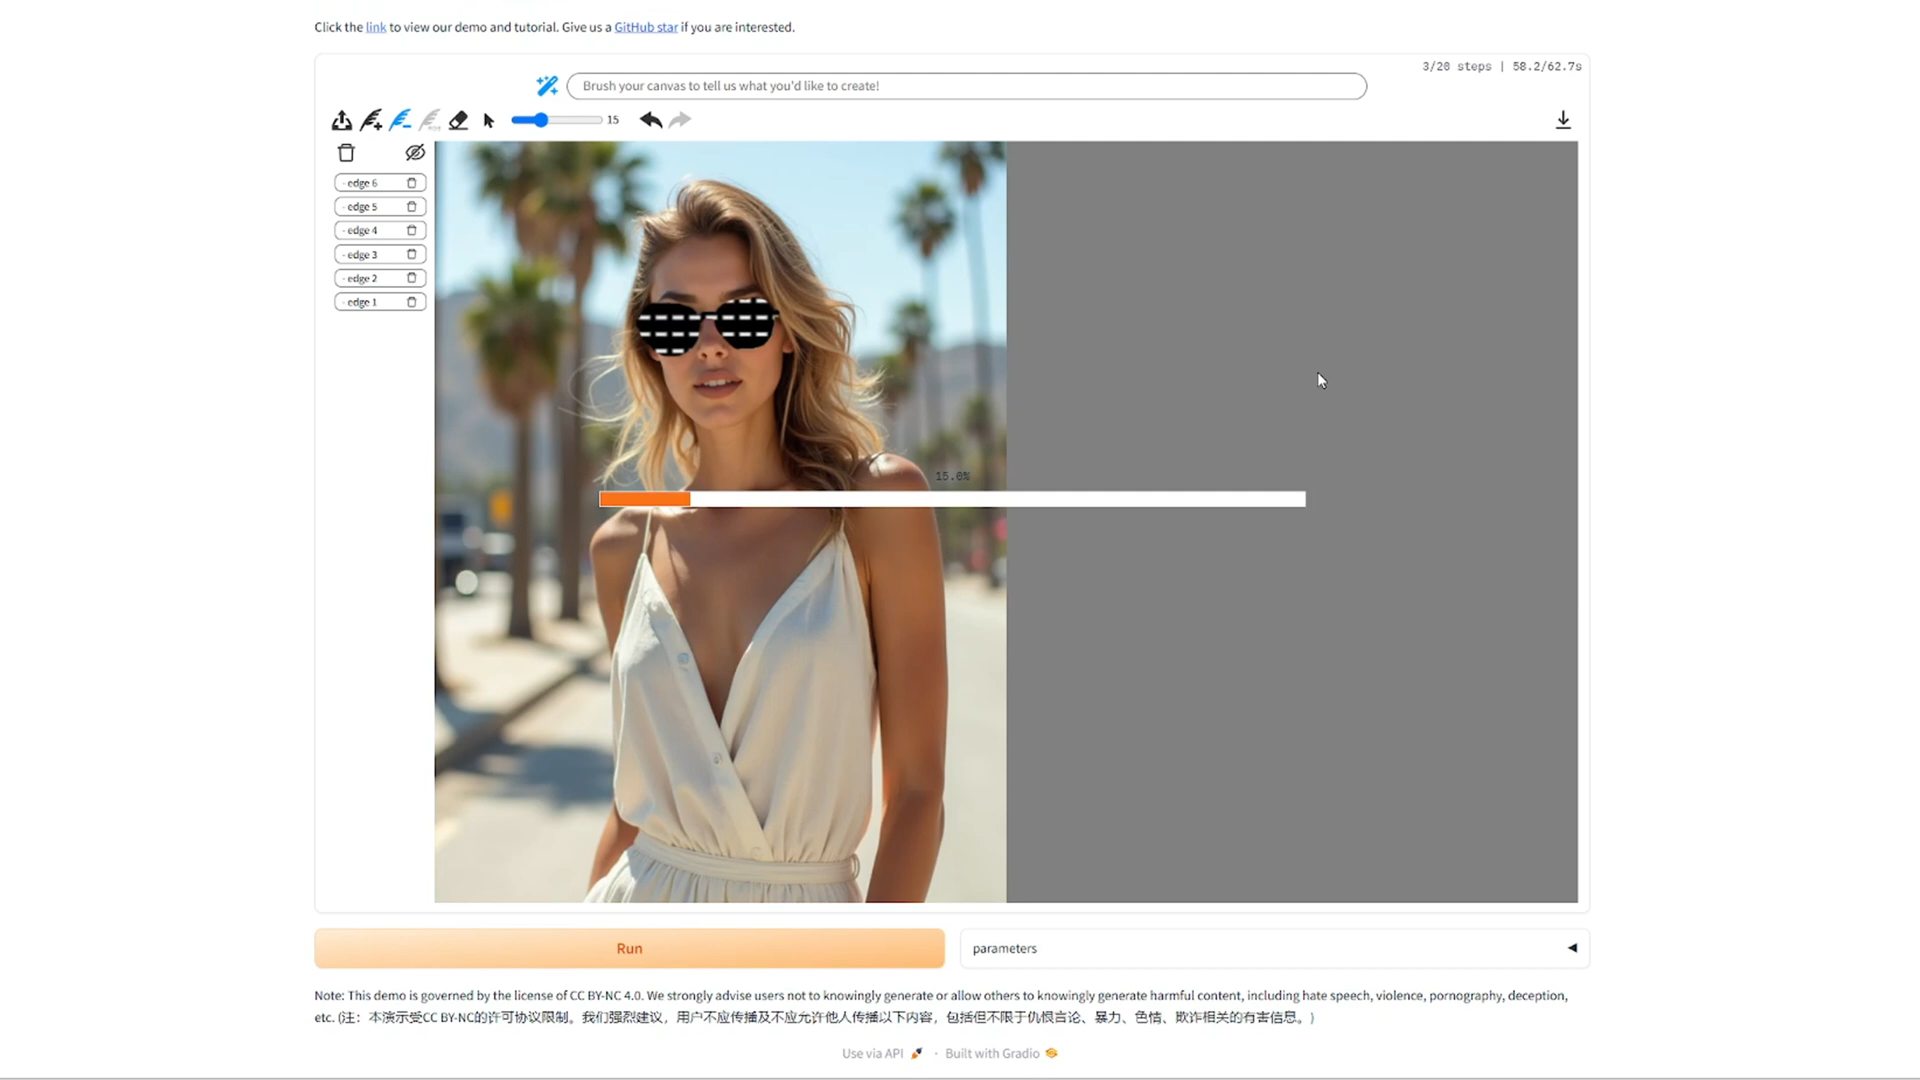 Click the link to view our demo and tutorial. Give us a GitHub star if you are interested.
3/20 steps | 58.2/62.7s
Brush your canvas to tell us what you'd like to create!
15
- edge 6
- edge 5
- edge 4
- edge 3
- edge 2
- edge 1
15.0%
Run
parameters
Note: This demo is governed by the license of CC BY-NC 4.0. We strongly advise users not to knowingly generate or allow others to knowingly generate harmful content, including hate speech, violence, pornography, deception,
etc. (注：本演示受CC BY-NC的许可协议限制。我们强烈建议，用户不应传播及不应允许他人传播以下内容，包括但不限于仇恨言论、暴力、色情、欺诈相关的有害信息。)
Use via API · Built with Gradio